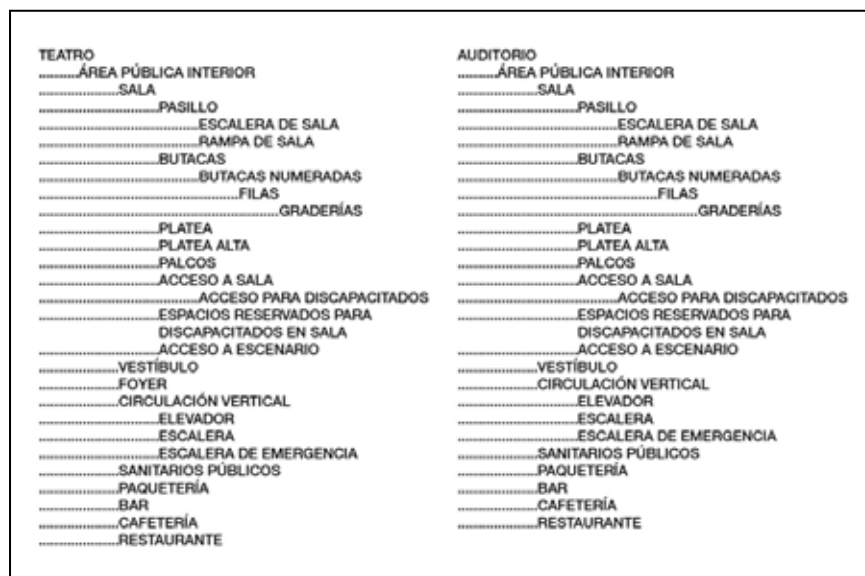 TEATRO
..........ÁREA PÚBLICA INTERIOR
....................SALA
..............................PASILLO
........................................ESCALERA DE SALA
........................................RAMPA DE SALA
..............................BUTACAS
........................................BUTACAS NUMERADAS
..................................................FILAS
............................................................GRADERÍAS
..............................PLATEA
..............................PLATEA ALTA
..............................PALCOS
..............................ACCESO A SALA
........................................ACCESO PARA DISCAPACITADOS
..............................ESPACIOS RESERVADOS PARA
DISCAPACITADOS EN SALA
..............................ACCESO A ESCENARIO
....................VESTÍBULO
....................FOYER
....................CIRCULACIÓN VERTICAL
..............................ELEVADOR
..............................ESCALERA
..............................ESCALERA DE EMERGENCIA
....................SANITARIOS PÚBLICOS
....................PAQUETERÍA
....................BAR
....................CAFETERÍA
....................RESTAURANTE
AUDITORIO
..........ÁREA PÚBLICA INTERIOR
....................SALA
..............................PASILLO
........................................ESCALERA DE SALA
........................................RAMPA DE SALA
..............................BUTACAS
........................................BUTACAS NUMERADAS
..................................................FILAS
............................................................GRADERÍAS
..............................PLATEA
..............................PLATEA ALTA
..............................PALCOS
..............................ACCESO A SALA
........................................ACCESO PARA DISCAPACITADOS
..............................ESPACIOS RESERVADOS PARA
DISCAPACITADOS EN SALA
..............................ACCESO A ESCENARIO
....................VESTÍBULO
....................CIRCULACIÓN VERTICAL
..............................ELEVADOR
..............................ESCALERA
..............................ESCALERA DE EMERGENCIA
....................SANITARIOS PÚBLICOS
....................PAQUETERÍA
....................BAR
....................CAFETERÍA
....................RESTAURANTE